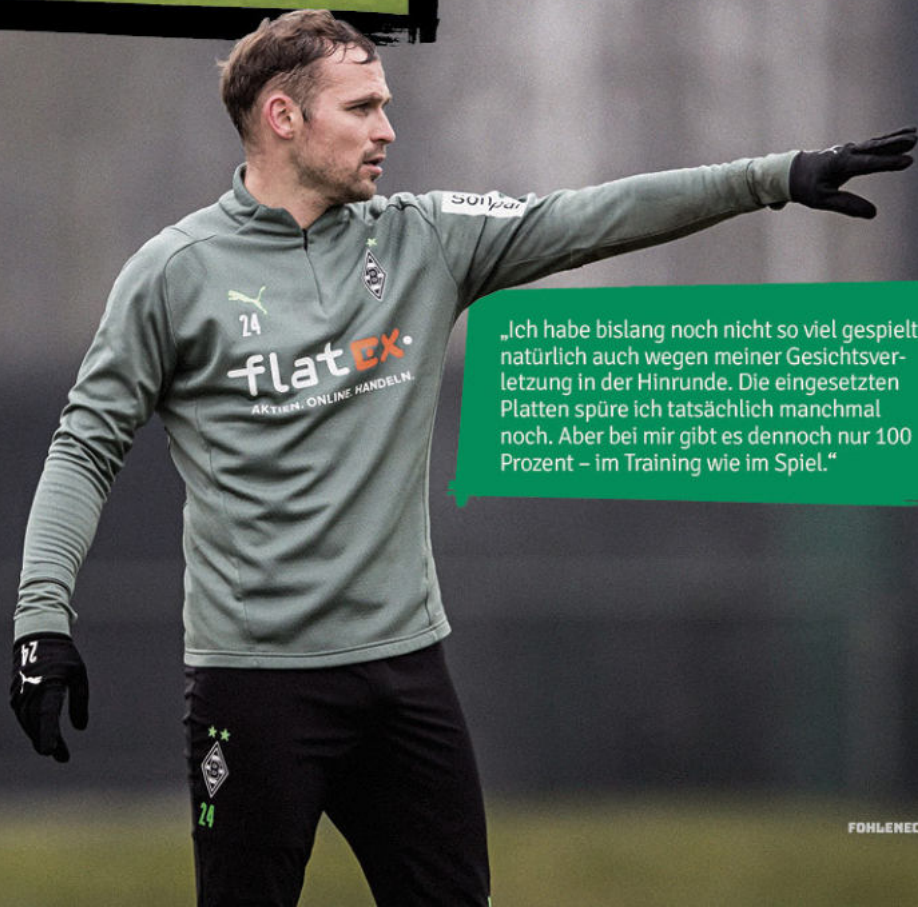 sonepar
24
flatEX.
AKTIEN. ONLINE. HANDELN.
„Ich habe bislang noch nicht so viel gespielt
natürlich auch wegen meiner Gesichtsver-
letzung in der Hinrunde. Die eingesetzten
Platten spüre ich tatsächlich manchmal
noch. Aber bei mir gibt es dennoch nur 100
Prozent – im Training wie im Spiel.“
24
24
FOHLENEC